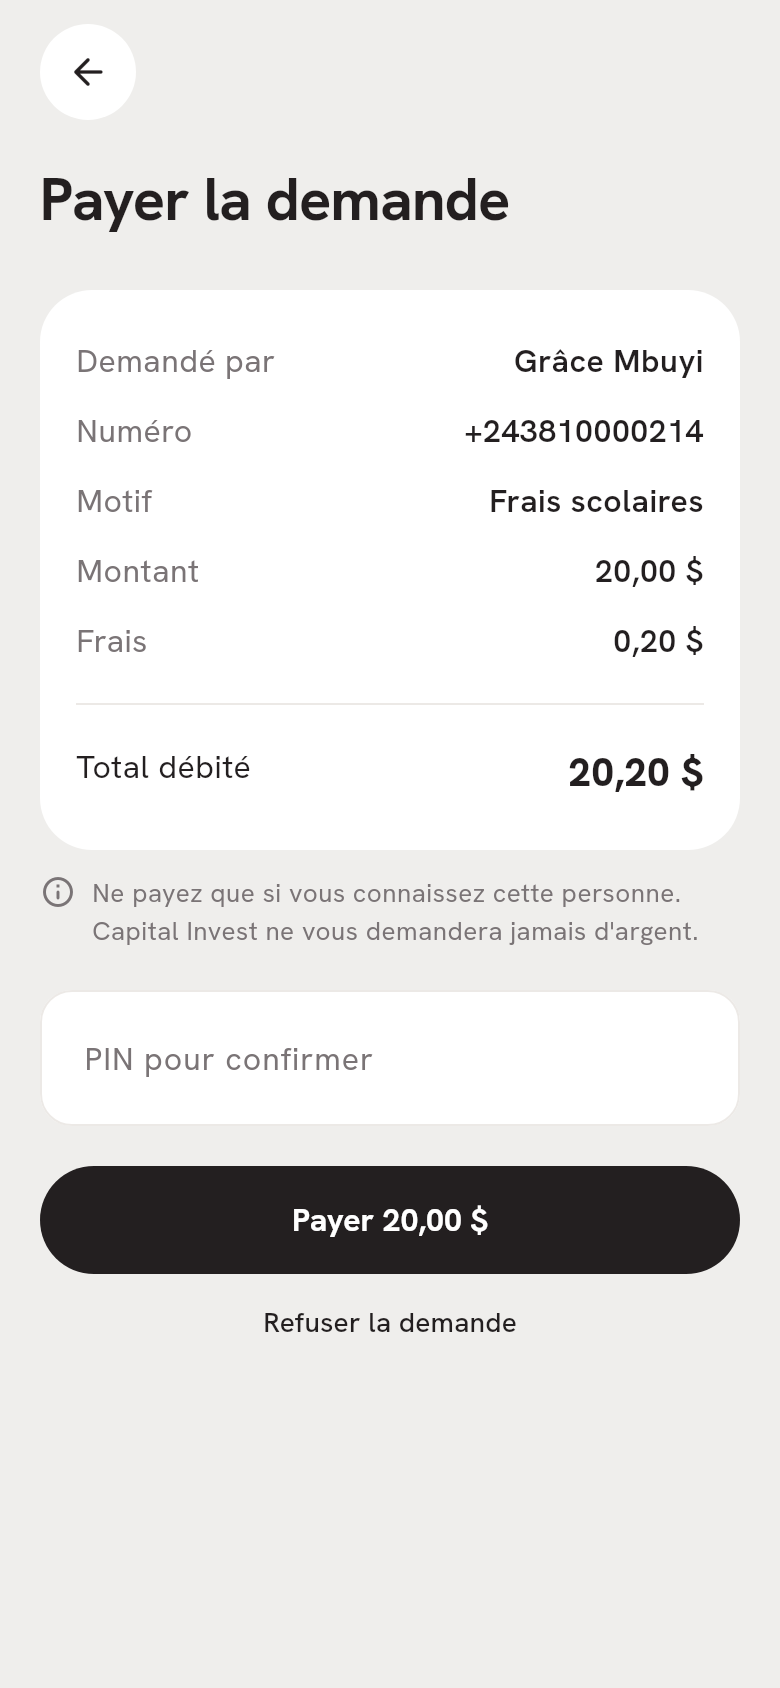 Payer la demande
Demandé par Grâce Mbuyi
Numéro +243810000214
Motif Frais scolaires
Montant 20,00 $
Frais 0,20 $
Total débité 20,20 $
Ne payez que si vous connaissez cette personne.
Capital Invest ne vous demandera jamais d'argent.
PIN pour confirmer
Payer 20,00 $
Refuser la demande